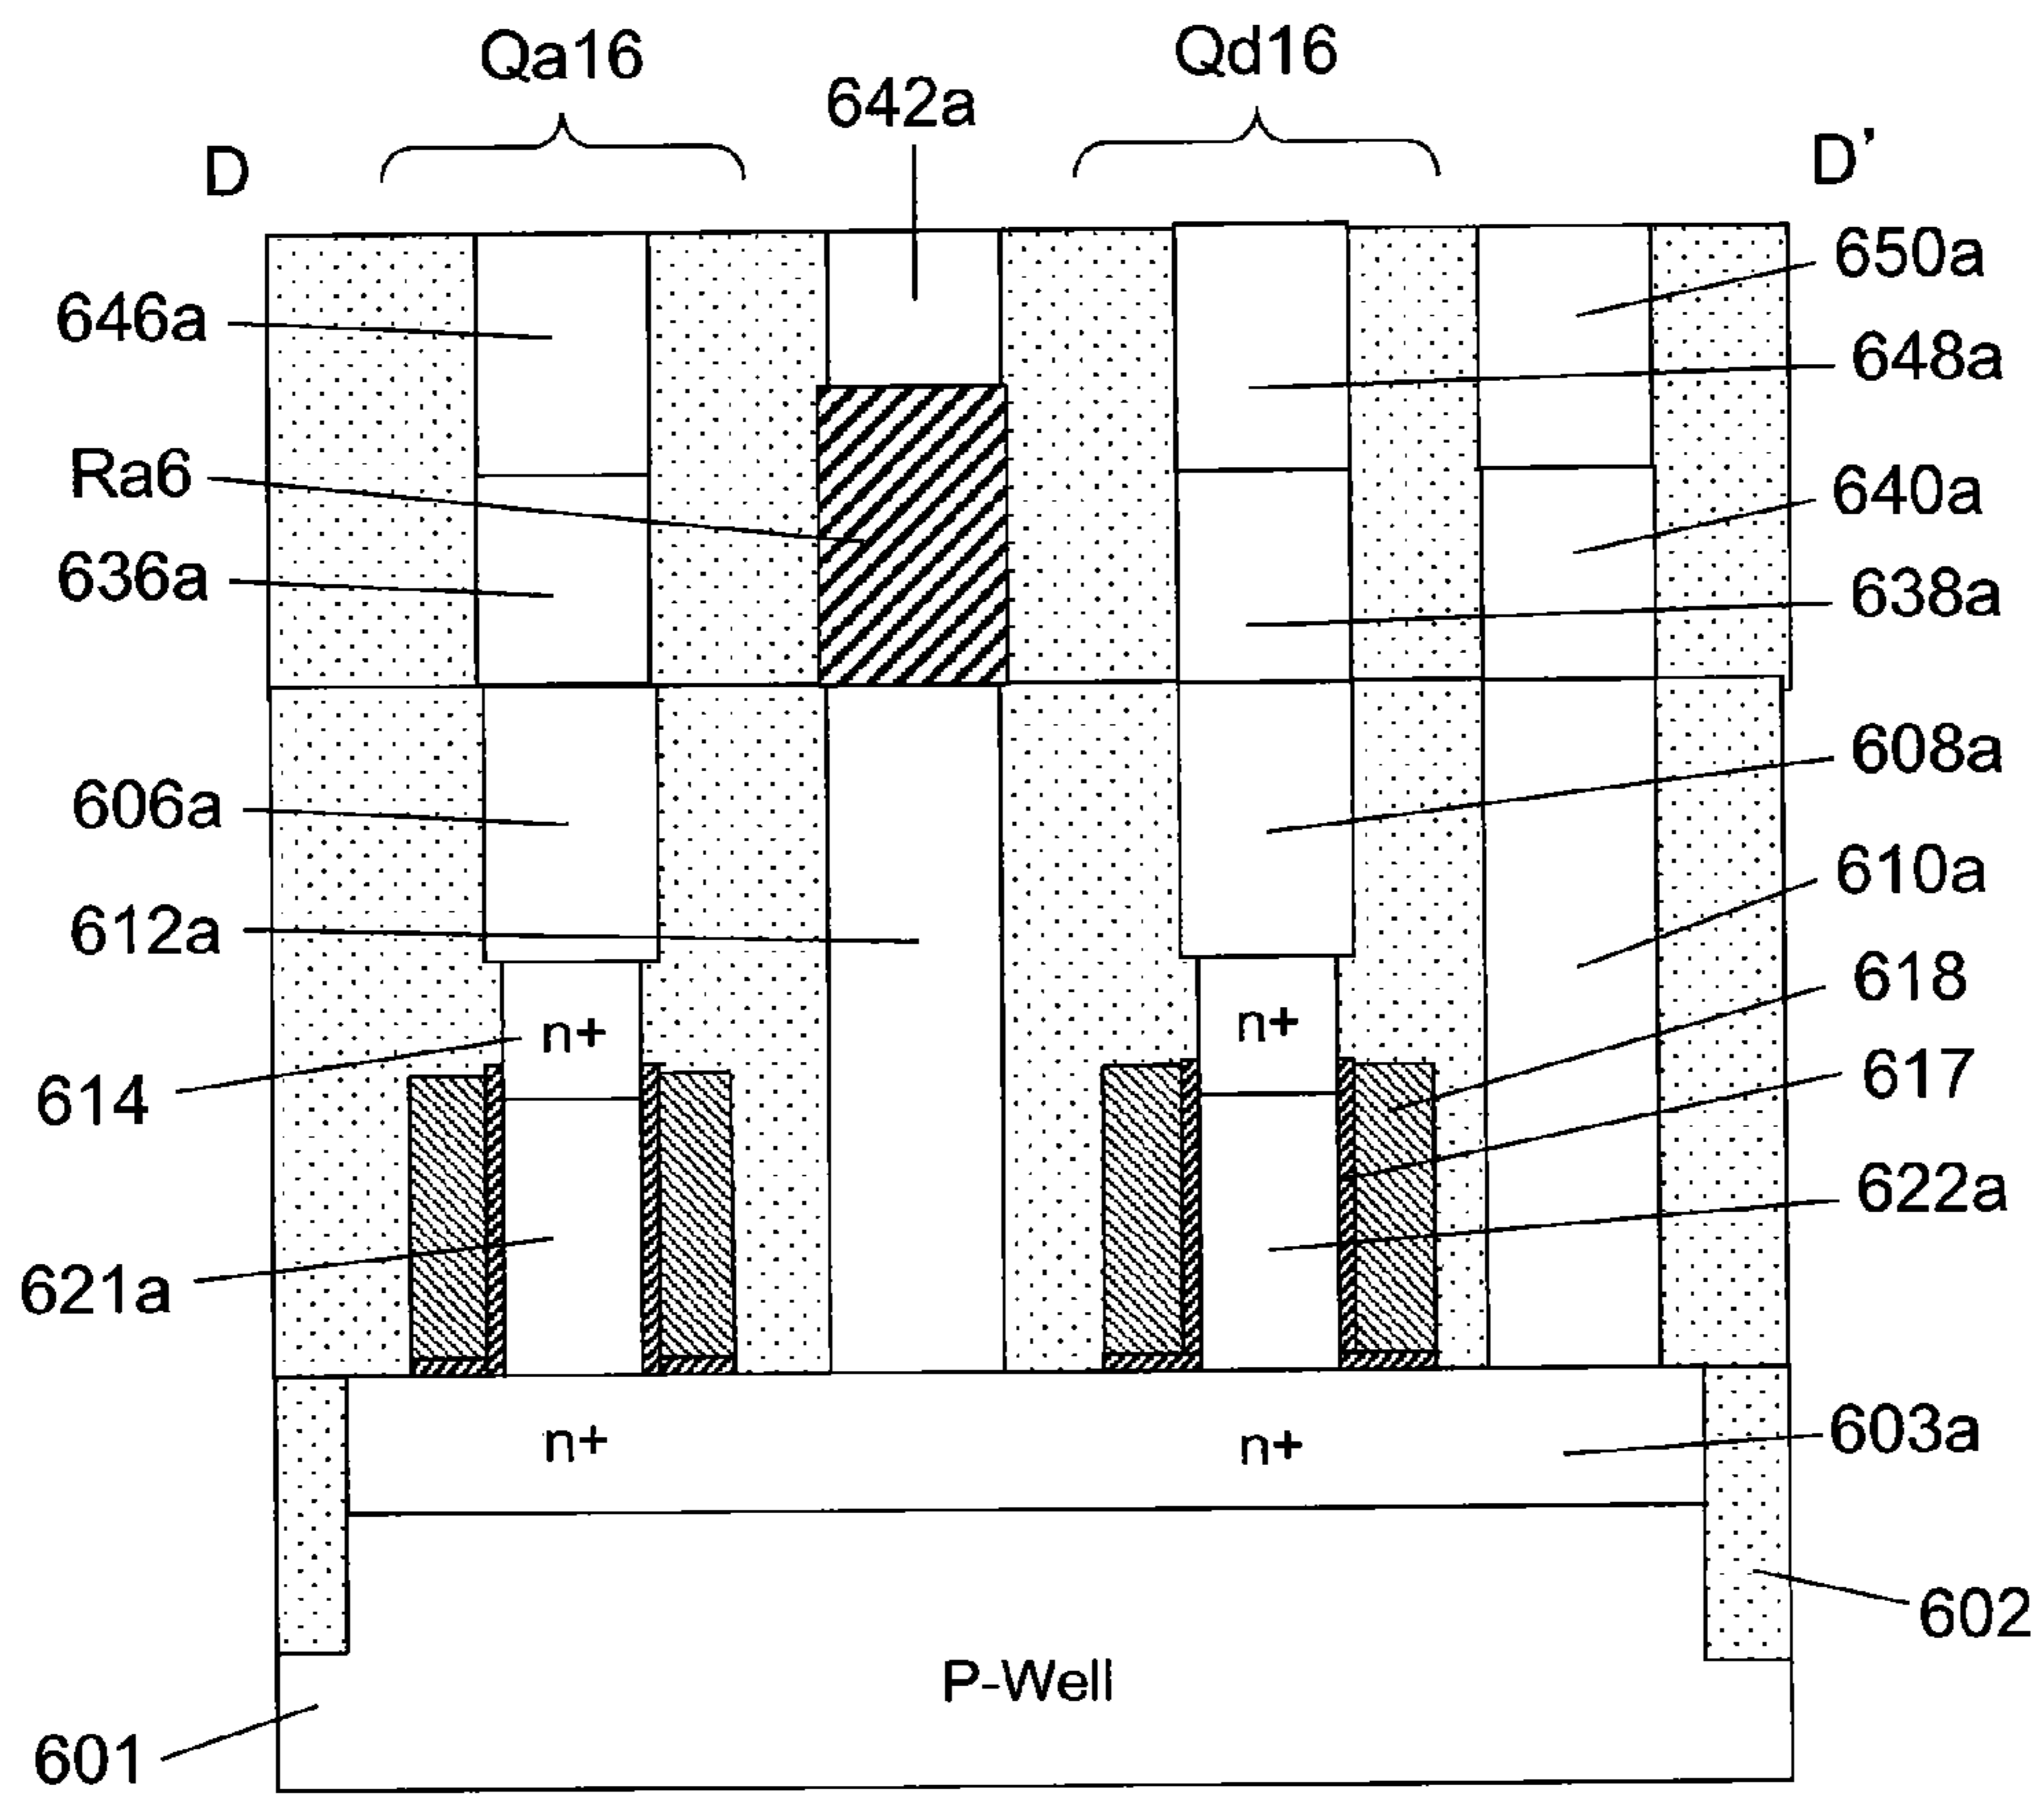 Qa16
Qd16
642a
D
D'
650a
646a
648a
Ra6
640a
636a
638a
608a
606a
610a
612a
618
n+
n+
614
617
622a
621a
603a
n+
n+
602
P-Well
601